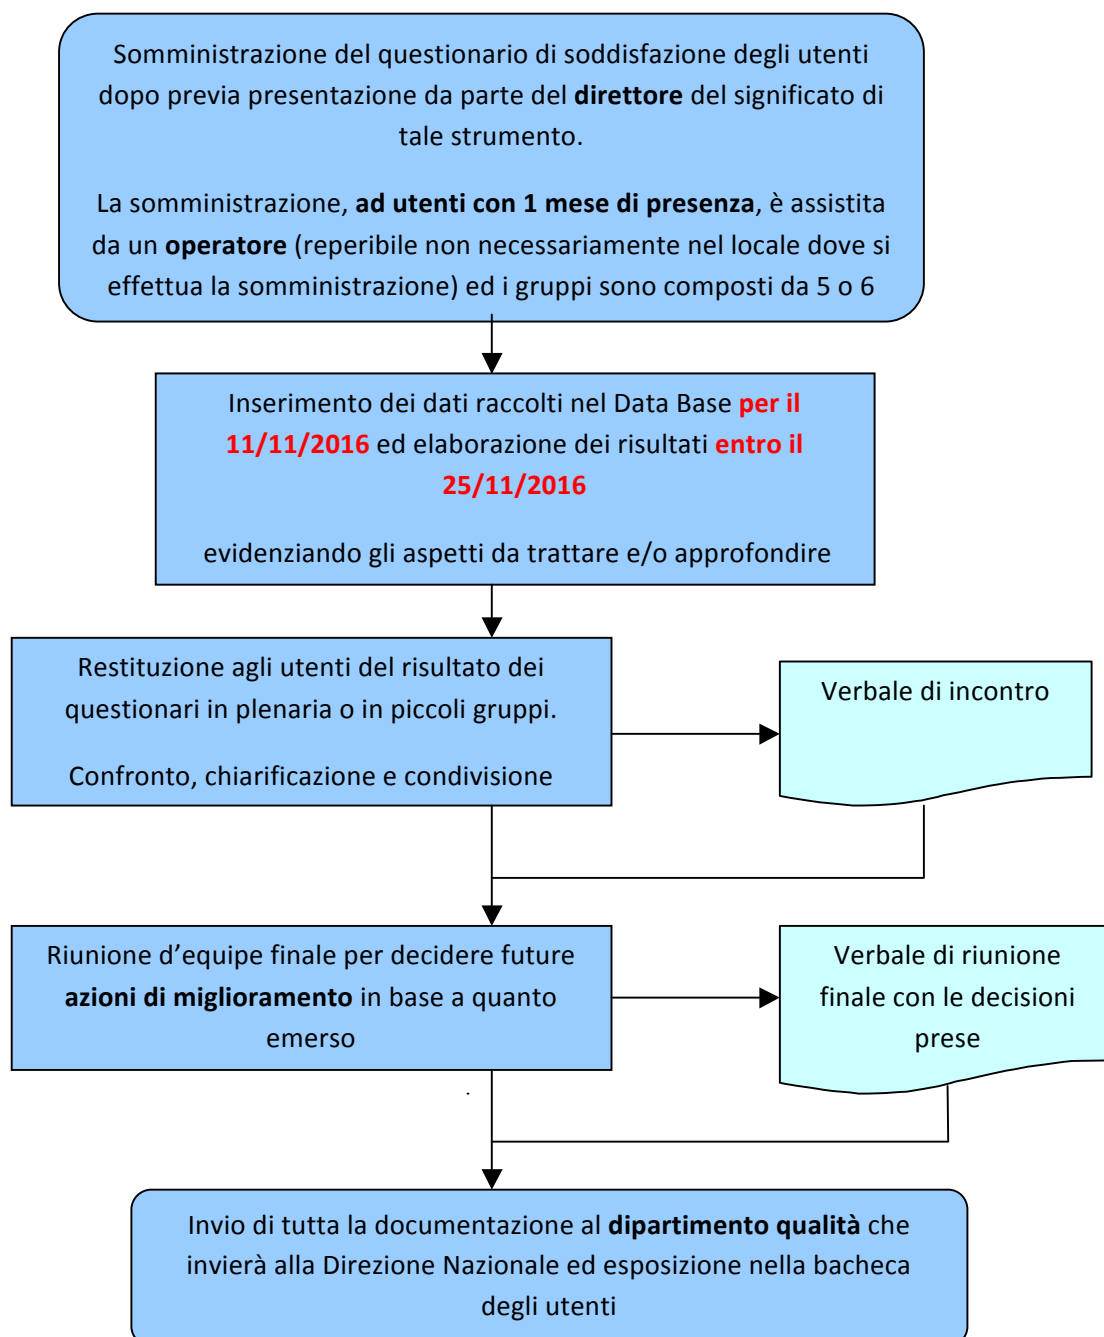 Somministrazione del questionario di soddisfazione degli utenti
dopo previa presentazione da parte del direttore del significato di
tale strumento.
La somministrazione, ad utenti con 1 mese di presenza, è assistita
da un operatore (reperibile non necessariamente nel locale dove si
effettua la somministrazione) ed i gruppi sono composti da 5 o 6
Inserimento dei dati raccolti nel Data Base per il
11/11/2016 ed elaborazione dei risultati entro il
25/11/2016
evidenziando gli aspetti da trattare e/o approfondire
Restituzione agli utenti del risultato dei
questionari in plenaria o in piccoli gruppi.
Confronto, chiarificazione e condivisione
Verbale di incontro
Riunione d’equipe finale per decidere future
azioni di miglioramento in base a quanto
emerso
Verbale di riunione
finale con le decisioni
prese
.
Invio di tutta la documentazione al dipartimento qualità che
invierà alla Direzione Nazionale ed esposizione nella bacheca
degli utenti